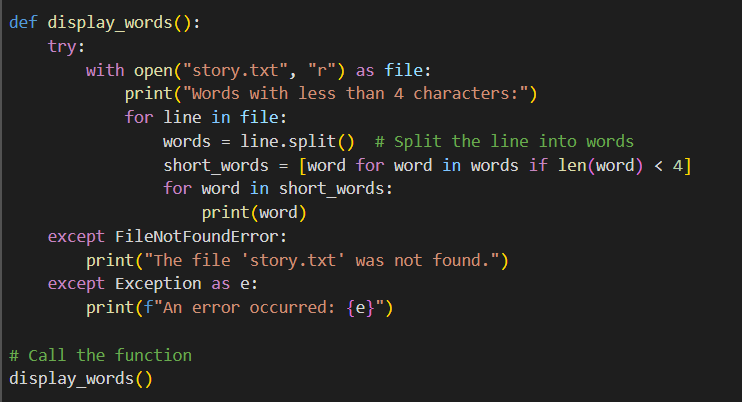 def display_words():
    try:
        with open("story.txt", "r") as file:
            print("Words with less than 4 characters:")
            for line in file:
                words = line.split()  # Split the line into words
                short_words = [word for word in words if len(word) < 4]
                for word in short_words:
                    print(word)
    except FileNotFoundError:
        print("The file 'story.txt' was not found.")
    except Exception as e:
        print(f"An error occurred: {e}")

# Call the function
display_words()